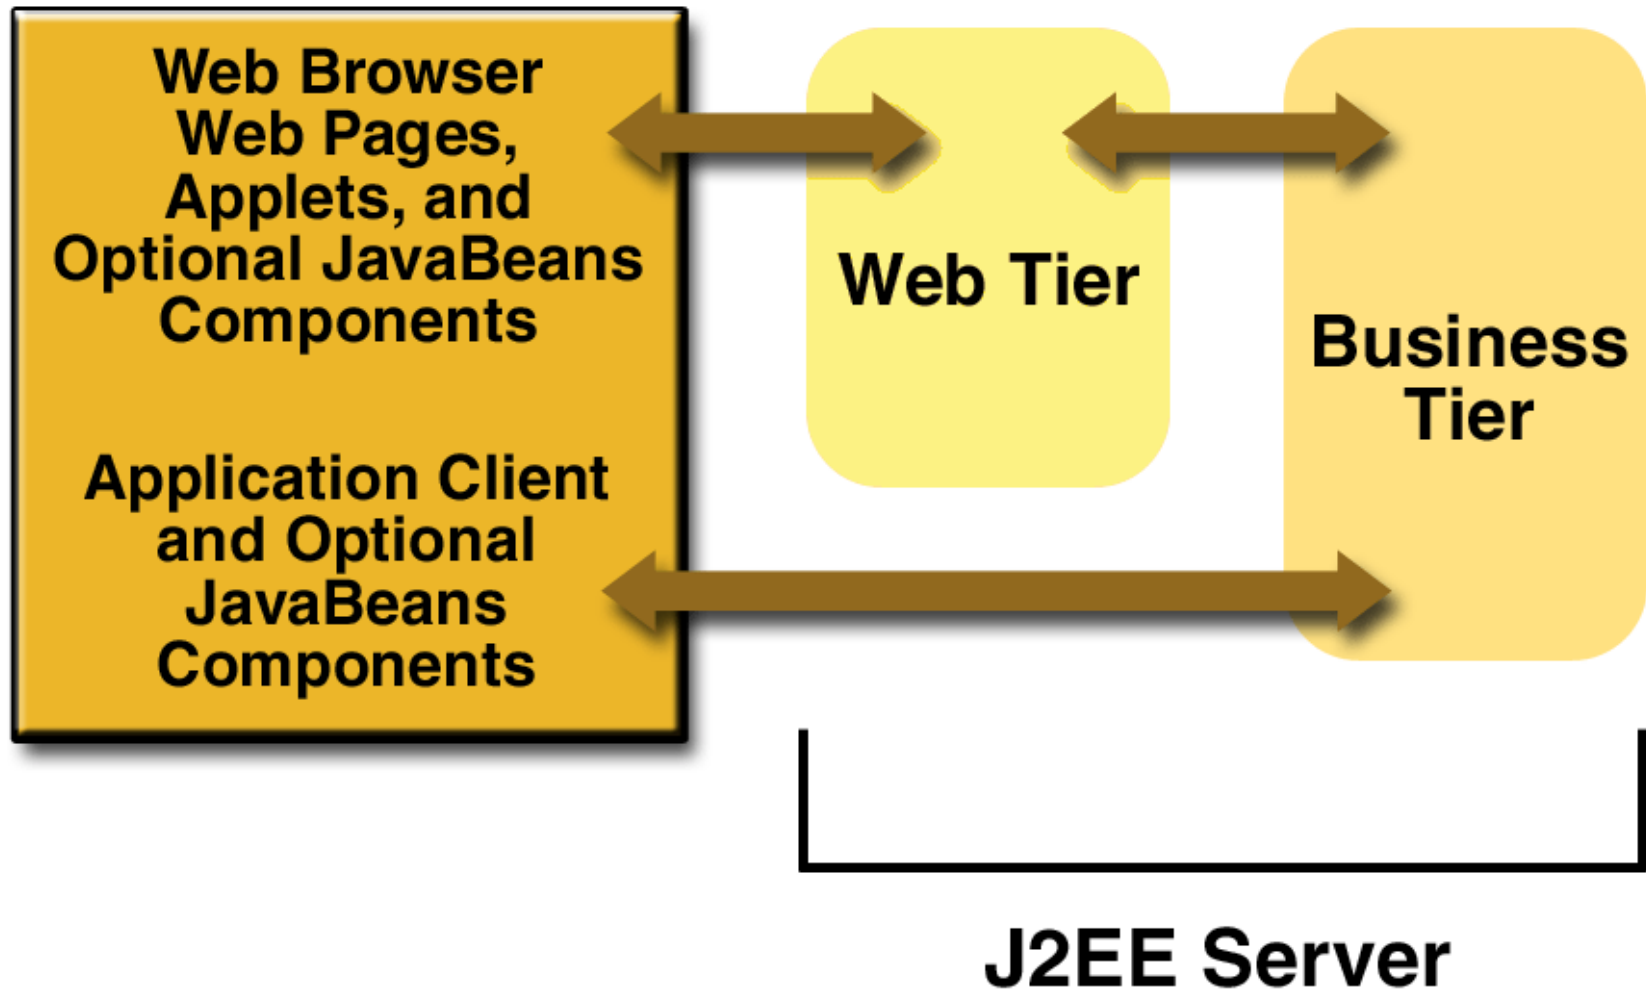 Web Browser
Web Pages,
Applets, and
Optional JavaBeans
Components
Application Client
and Optional
JavaBeans
Components
Web Tier
Business
Tier
J2EE Server